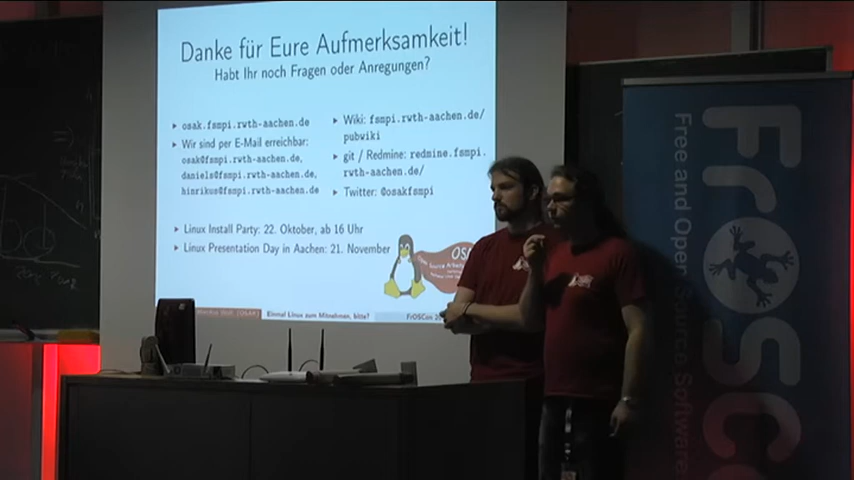 Danke für Eure Aufmerksamkeit!
Habt Ihr noch Fragen oder Anregungen?
osak.fsmpi.rwth-aachen.de
Wir sind per E-Mail erreichbar:
osak@fsmpi.rwth-aachen.de,
daniels@fsmpi.rwth-aachen.de,
hinrikus@fsmpi.rwth-aachen.de
Wiki: fsmpi.rwth-aachen.de/
pubwiki
git / Redmine: redmine.fsmpi.
rwth-aachen.de/
Twitter: @osakfsmpi
Linux Install Party: 22. Oktober, ab 16 Uhr
Linux Presentation Day in Aachen: 21. November
Open Source
(OSAK)
Einmal Linux zum Mitnehmen, bitte?
FrOSCon
FrOSCo
Free and Open Source Software